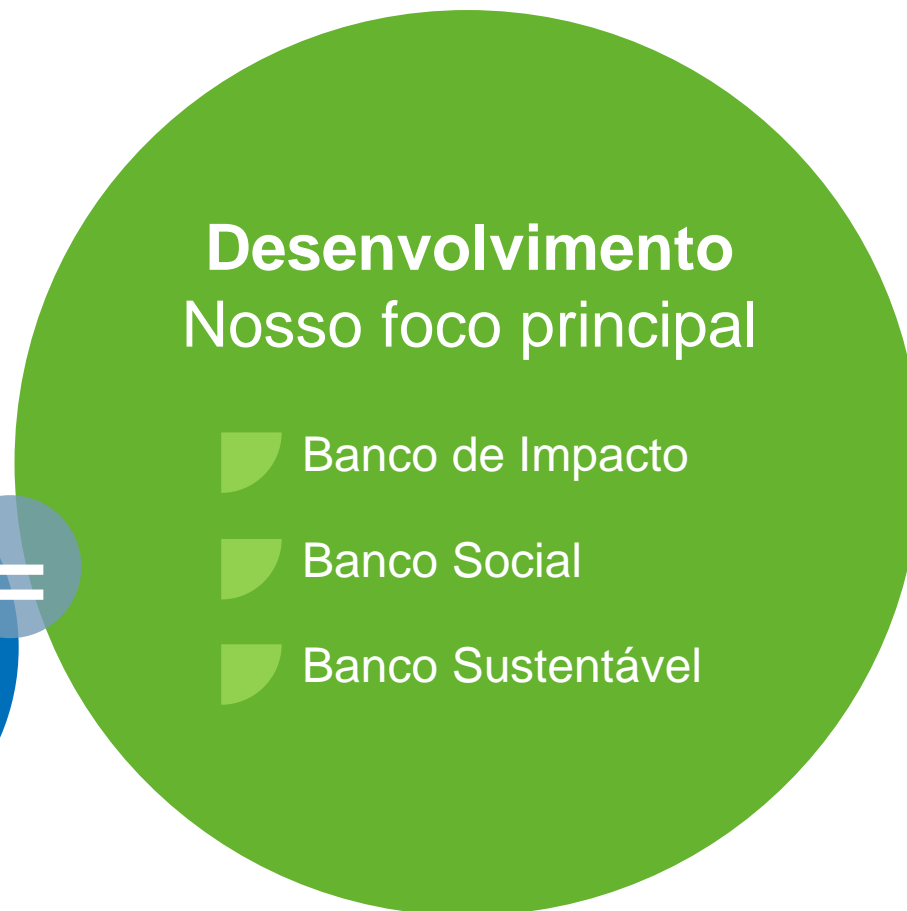 Desenvolvimento
Nosso foco principal
Banco de Impacto
=
Banco Social
Banco Sustentável